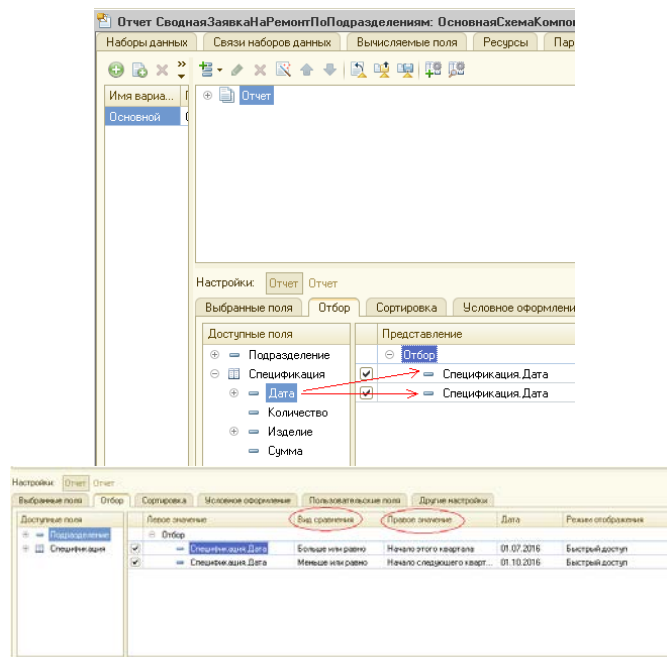 Отчет СводнаяЗаявкаНаРемонтПоПодразделениям: ОсновнаяСхемаКомпо
Наборы данных Связи наборов данных Вычисляемые поля Ресурсы Пар
Имя вариа...
Отчет
Основной
Настройки: Отчет Отчет
Выбранные поля Отбор Сортировка Условное оформлени
Доступные поля Представление
Подразделение Отбор
Спецификация Спецификация.Дата
Дата Спецификация.Дата
Количество
Изделие
Сумма
Настройки: Отчет Отчет
Выбранные поля Отбор Сортировка Условное оформление Пользовательские поля Другие настройки
Доступные поля Левое значение Вид сравнения Правое значение Дата Режим отображения
Подразделение Отбор
Спецификация Спецификация.Дата Больше или равно Начало этого квартала 01.07.2016 Быстрый доступ
Спецификация.Дата Меньше или равно Начало следующего кварт... 01.10.2016 Быстрый доступ